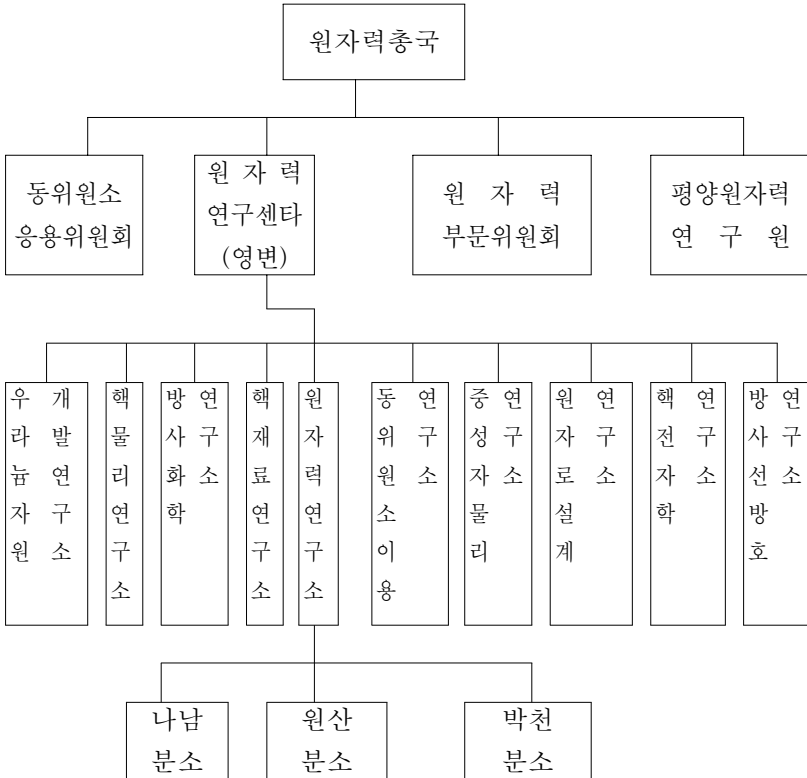 원자력총국
동위원소
응용위원회
원 자 력
연구센타
(영변)
원 자 력
부문위원회
평양원자력
연 구 원
우라늄자원
개발연구소
핵물리연구소
방사화학
연구소
핵재료연구소
원자력연구소
동위원소이용
연구소
중성자물리
연구소
원자로설계
연구소
핵전자학
연구소
방사선방호
연구소
나남
분소
원산
분소
박천
분소